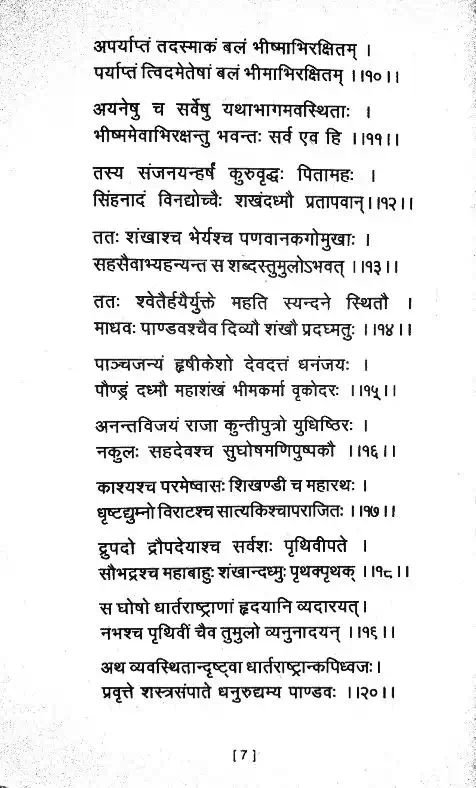 अपर्याप्तं तदस्माकं बलं भीष्माभिरक्षितम् ।
पर्याप्तं त्विदमेतेषां बलं भीमाभिरक्षितम् ।।१०।।
अयनेषु च सर्वेषु यथाभागमवस्थिताः ।
भीष्ममेवाभिरक्षन्तु भवन्तः सर्व एव हि ।।११।।
तस्य संजनयन्हर्षं कुरुवृद्धः पितामहः ।
सिंहनादं विनद्योच्चैः शखंदध्मौ प्रतापवान्।।१२।।
ततः शंखाश्च भेर्यश्च पणवानकगोमुखाः ।
सहसैवाभ्यहन्यन्त स शब्दस्तुमुलोऽभवत् ।।१३।।
ततः श्वेतैर्हयैर्युक्ते महति स्यन्दने स्थितौ ।
माधवः पाण्डवश्चैव दिव्यौ शंखौ प्रदघ्मतुः ।।१४।।
पाञ्चजन्यं हृषीकेशो देवदत्तं धनंजयः ।
पौण्ड्रं दध्मौ महाशंखं भीमकर्मा वृकोदरः ।।१५।।
अनन्तविजयं राजा कुन्तीपुत्रो युधिष्ठिरः ।
नकुलः सहदेवश्च सुघोषमणिपुष्पकौ ।।१६।।
काश्यश्च परमेष्वासः शिखण्डी च महारथः ।
धृष्टद्युम्नो विराटश्च सात्यकिश्चापराजितः ।।१७।।
द्रुपदो द्रौपदेयाश्च सर्वशः पृथिवीपते ।
सौभद्रश्च महाबाहुः शंखान्दध्मुः पृथक्पृथक् ।।१८।।
स घोषो धार्तराष्ट्राणां हृदयानि व्यदारयत् ।
नभश्च पृथिवीं चैव तुमुलो व्यनुनादयन् ।।१६।।
अथ व्यवस्थितान्दृष्ट्वा धार्तराष्ट्रान्कपिध्वजः ।
प्रवृत्ते शस्त्रसंपाते धनुरुद्यम्य पाण्डवः ।।२०।।
[7]